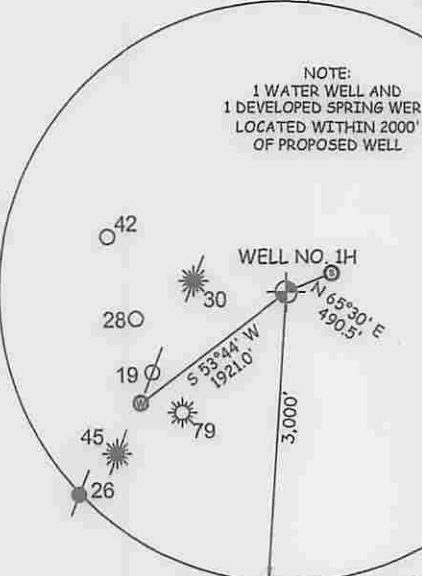 NOTE:
1 WATER WELL AND
1 DEVELOPED SPRING WER
LOCATED WITHIN 2000'
OF PROPOSED WELL
42
WELL NO. 1H
S
30
N 65°30' E
490.5'
28
S 53°44' W
1921.0'
19
W
79
3,000'
45
26